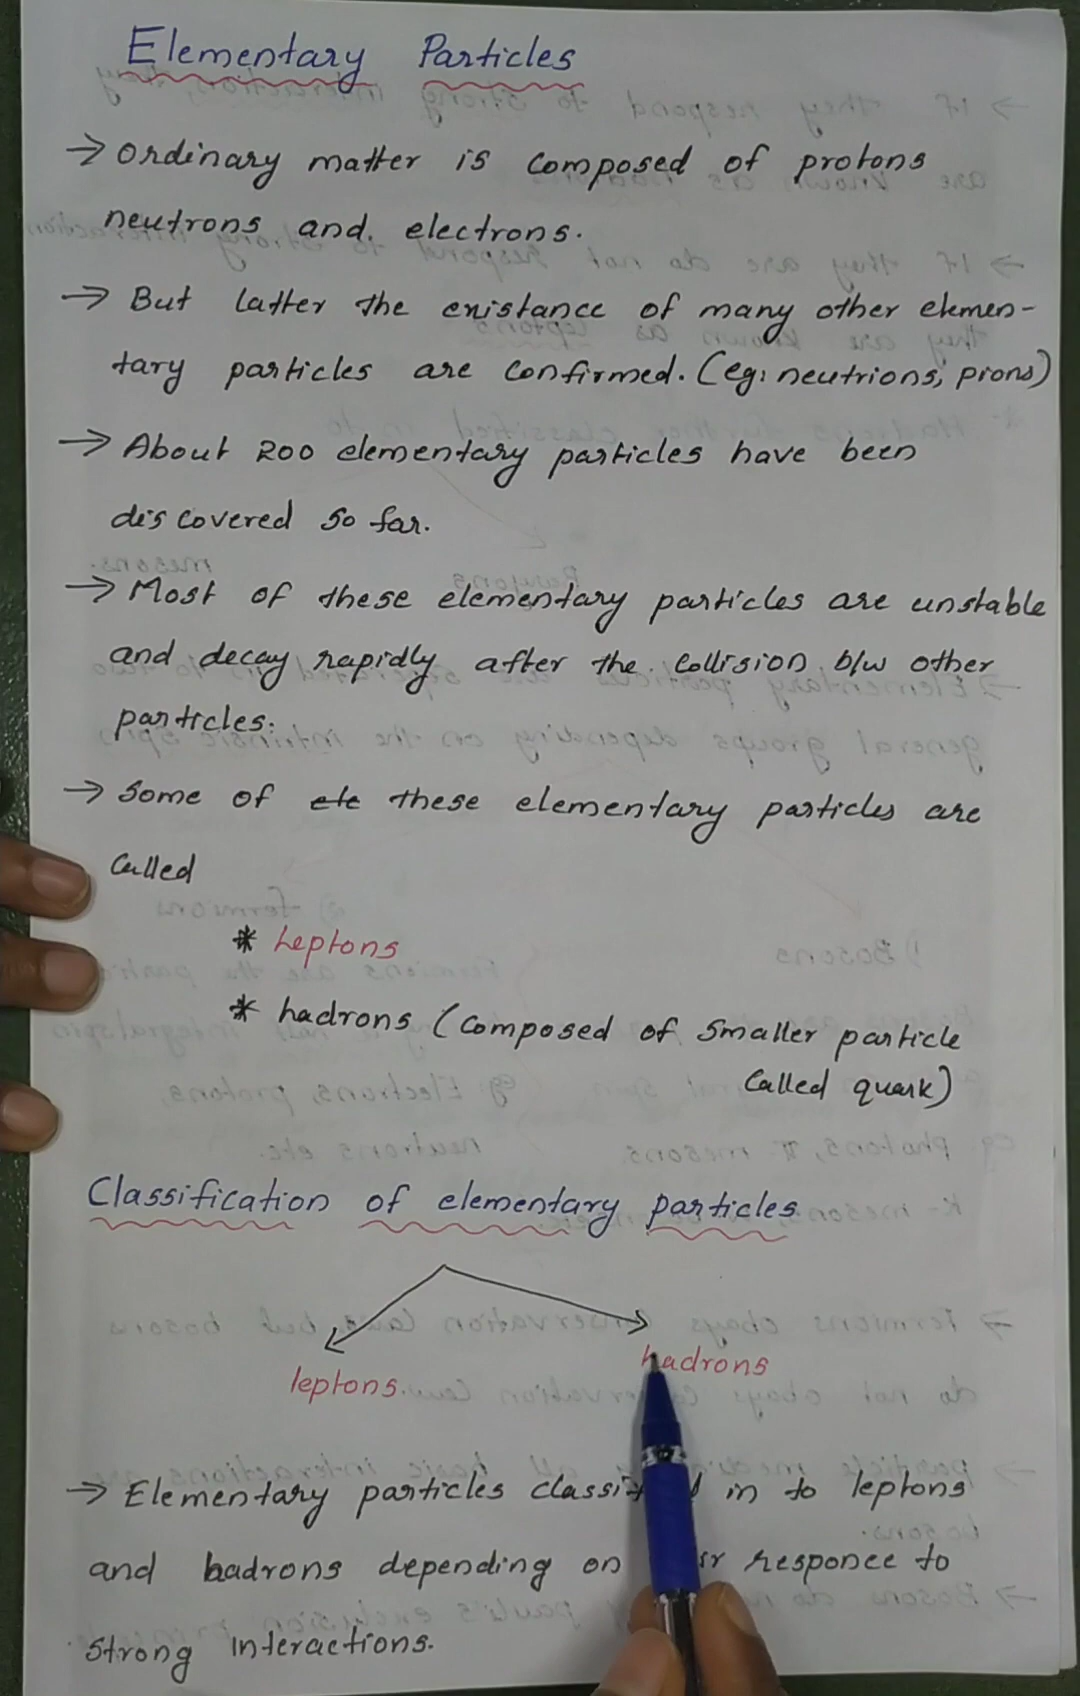 Elementary Particles
→ Ordinary matter is composed of protons
neutrons and. electrons.
→ But latter the existance of many other elemen-
tary particles are confirmed. (eg: neutrions, pions)
→ About 200 elementary particles have been
discovered so far.
→ Most of these elementary particles are unstable
and decay rapidly after the collision b/w other
particles.
→ Some of ete these elementary particles are
called
* Leptons
* hadrons (composed of smaller particle
called quark)
Classification of elementary particles
leptons. hadrons
→ Elementary particles in to leptons
and hadrons depending on responce to
strong interactions.